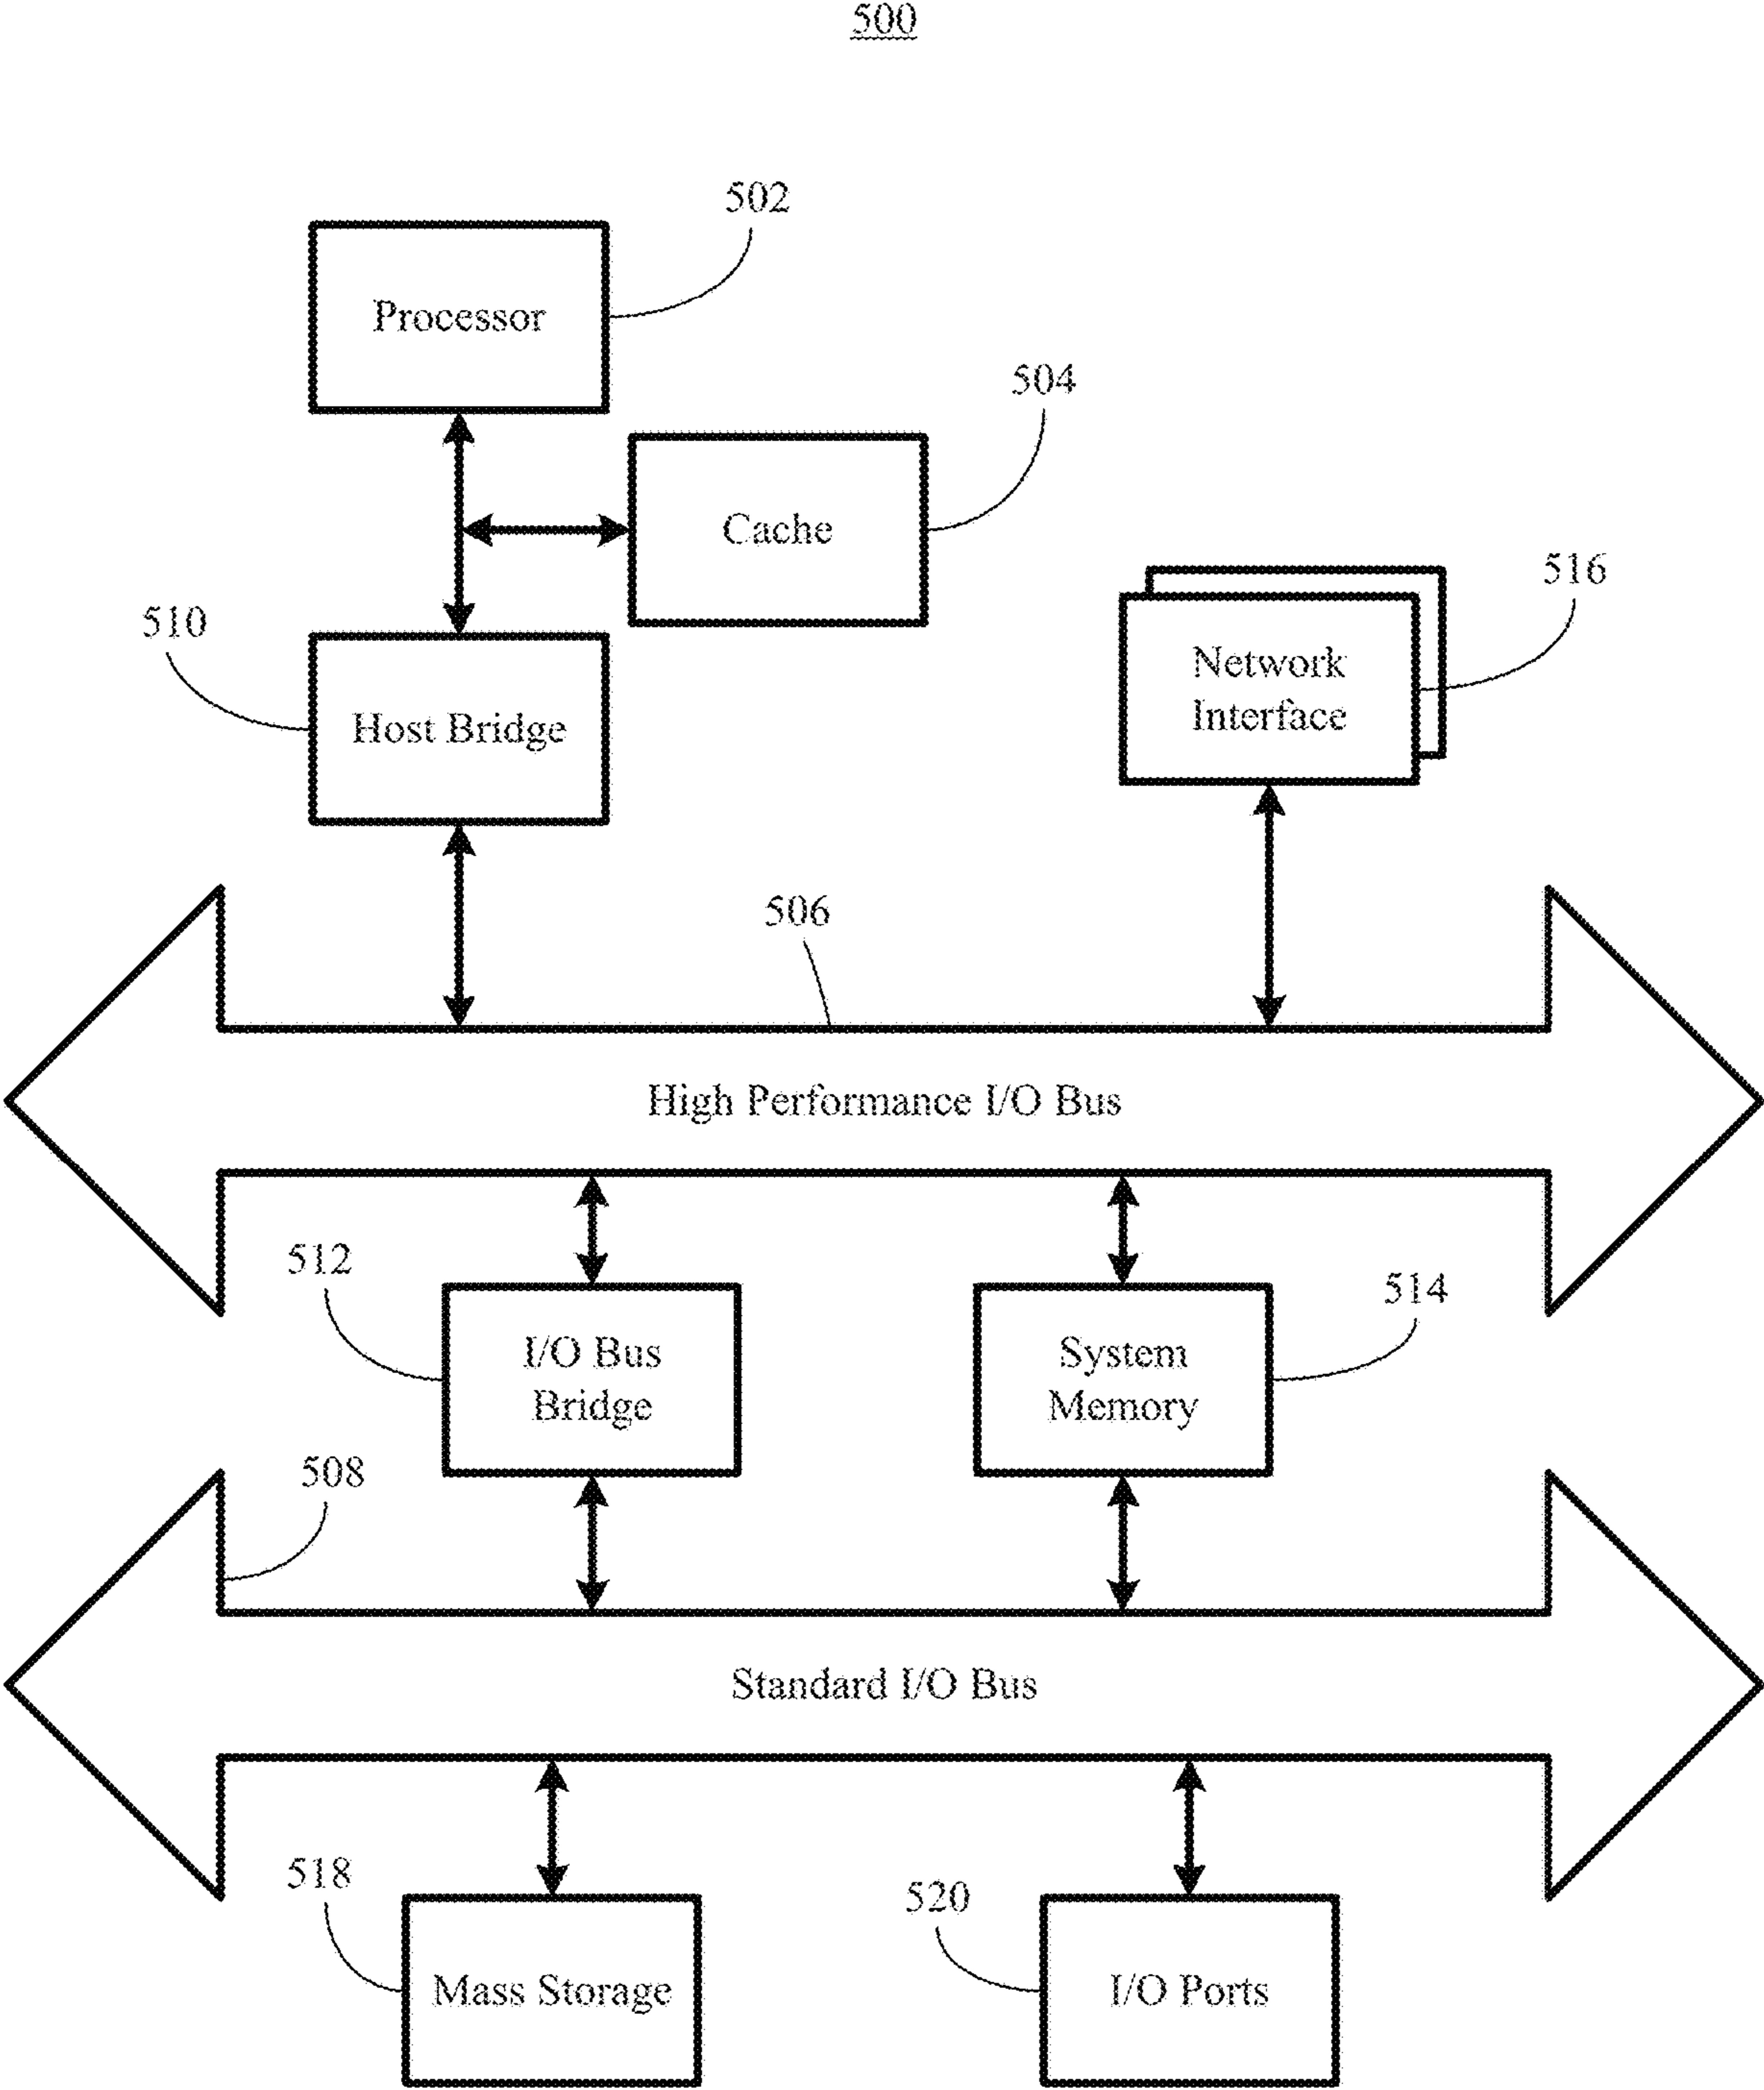 500
502
Processor
504
Cache
516
510
Network
Interface
Host Bridge
506
High Performance I/O Bus
512
514
I/O Bus
Bridge
System
Memory
508
Standard I/O Bus
518
520
Mass Storage
I/O Ports